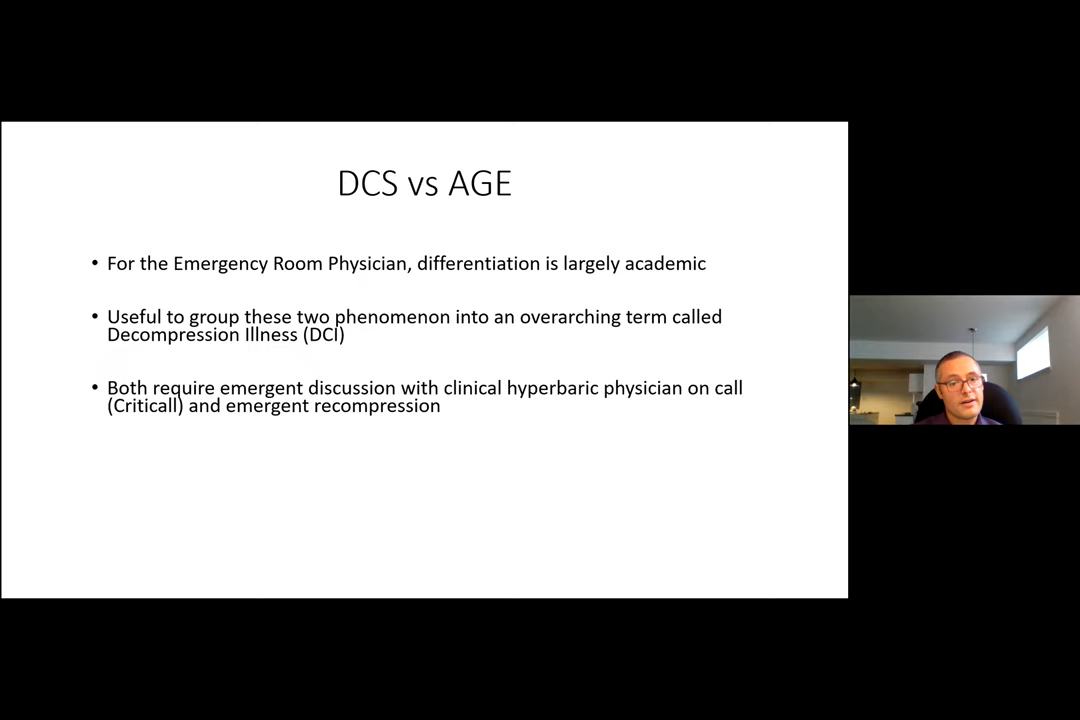 DCS vs AGE
• For the Emergency Room Physician, differentiation is largely academic
• Useful to group these two phenomenon into an overarching term called
Decompression Illness (DCI)
• Both require emergent discussion with clinical hyperbaric physician on call
(Criticall) and emergent recompression